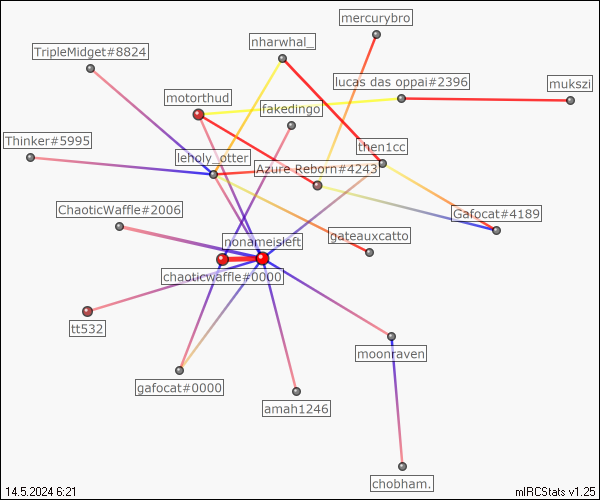 mercurybro
nharwhal_
TripleMidget#8824
lucas das oppai#2396
mukszi
motorthud
fakedingo
Thinker#5995
then1cc
leholy_otter
Azure Reborn#4243
ChaoticWaffle#2006
Gafocat#4189
gateauxcatto
nonameisleft
chaoticwaffle#0000
tt532
moonraven
gafocat#0000
amah1246
chobham.
14.5.2024 6:21
mIRCStats v1.25